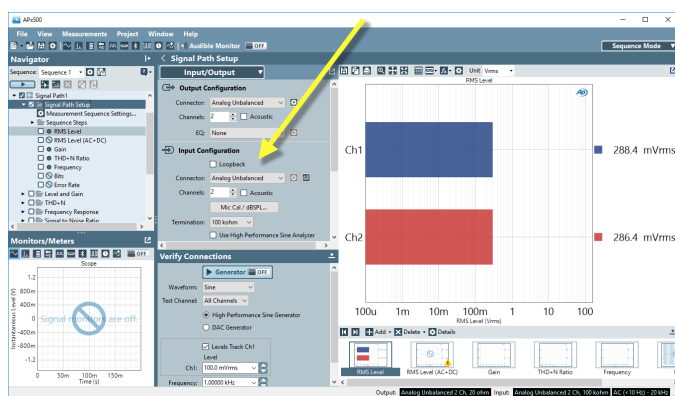 APx500
File View Measurements Project Window Help
Audible Monitor OFF
Sequence Mode
Navigator
Sequence: Sequence 1
Signal Path1
Signal Path Setup
Measurement Sequence Settings...
Sequence Steps
RMS Level
RMS Level (AC+DC)
Gain
THD+N Ratio
Frequency
Bits
Error Rate
Level and Gain
THD+N
Frequency Response
Signal to Noise Ratio
Monitors/Meters
OFF
Scope
Instantaneous Level (V)
1.2
800m
400m
0
-400m
-800m
-1.2
Signal monitors are off.
0 50m 100m 150m
Time (s)
Signal Path Setup
Input/Output
Output Configuration
Connector: Analog Unbalanced
Channels: 2 Acoustic
EQ: None
Input Configuration
Loopback
Connector: Analog Unbalanced
Channels: 2 Acoustic
Mic Cal / dBSPL...
Termination: 100 kohm
Use High Performance Sine Analyzer
Verify Connections
Generator OFF
Waveform: Sine
Test Channel: All Channels
High Performance Sine Generator
DAC Generator
Levels Track Ch1
Level
Ch1: 100.0 mVrms
Frequency: 1.00000 kHz
Unit Vrms
RMS Level
Ch1
288.4 mVrms
Ch2
286.4 mVrms
100u 1m 10m 100m 1 10 100
RMS Level (Vrms)
Add Delete Details
RMS Level
RMS Level (AC+DC)
Gain
THD+N Ratio
Frequency
Output: Analog Unbalanced 2 Ch, 20 ohm Input: Analog Unbalanced 2 Ch, 100 kohm AC (<10 Hz) - 20 kHz